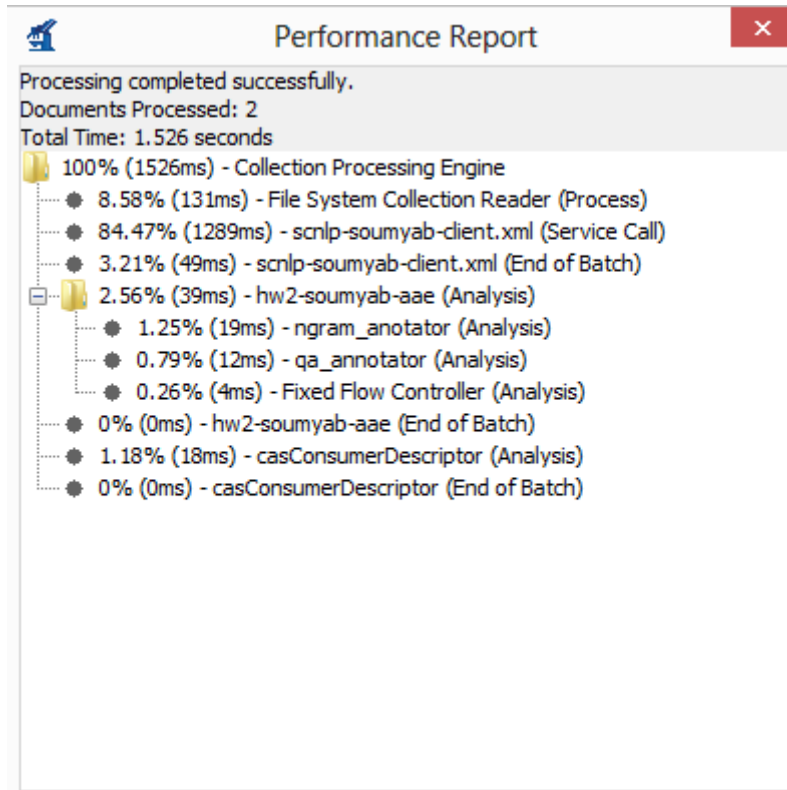 Performance Report
Processing completed successfully.
Documents Processed: 2
Total Time: 1.526 seconds
100% (1526ms) - Collection Processing Engine
8.58% (131ms) - File System Collection Reader (Process)
84.47% (1289ms) - scnlp-soumyab-client.xml (Service Call)
3.21% (49ms) - scnlp-soumyab-client.xml (End of Batch)
2.56% (39ms) - hw2-soumyab-aae (Analysis)
1.25% (19ms) - ngram_anotator (Analysis)
0.79% (12ms) - qa_annotator (Analysis)
0.26% (4ms) - Fixed Flow Controller (Analysis)
0% (0ms) - hw2-soumyab-aae (End of Batch)
1.18% (18ms) - casConsumerDescriptor (Analysis)
0% (0ms) - casConsumerDescriptor (End of Batch)